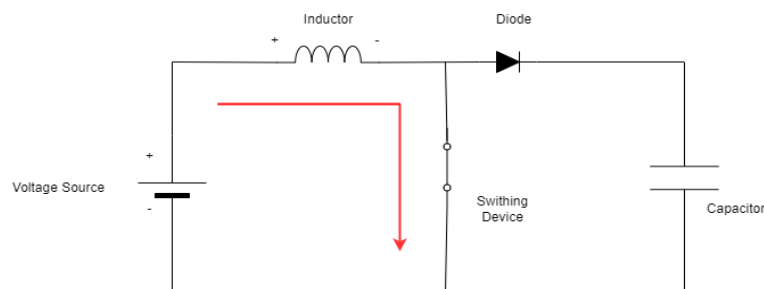 Inductor
Diode
+ -
+
Voltage Source
-
Swithing
Device
Capacitor